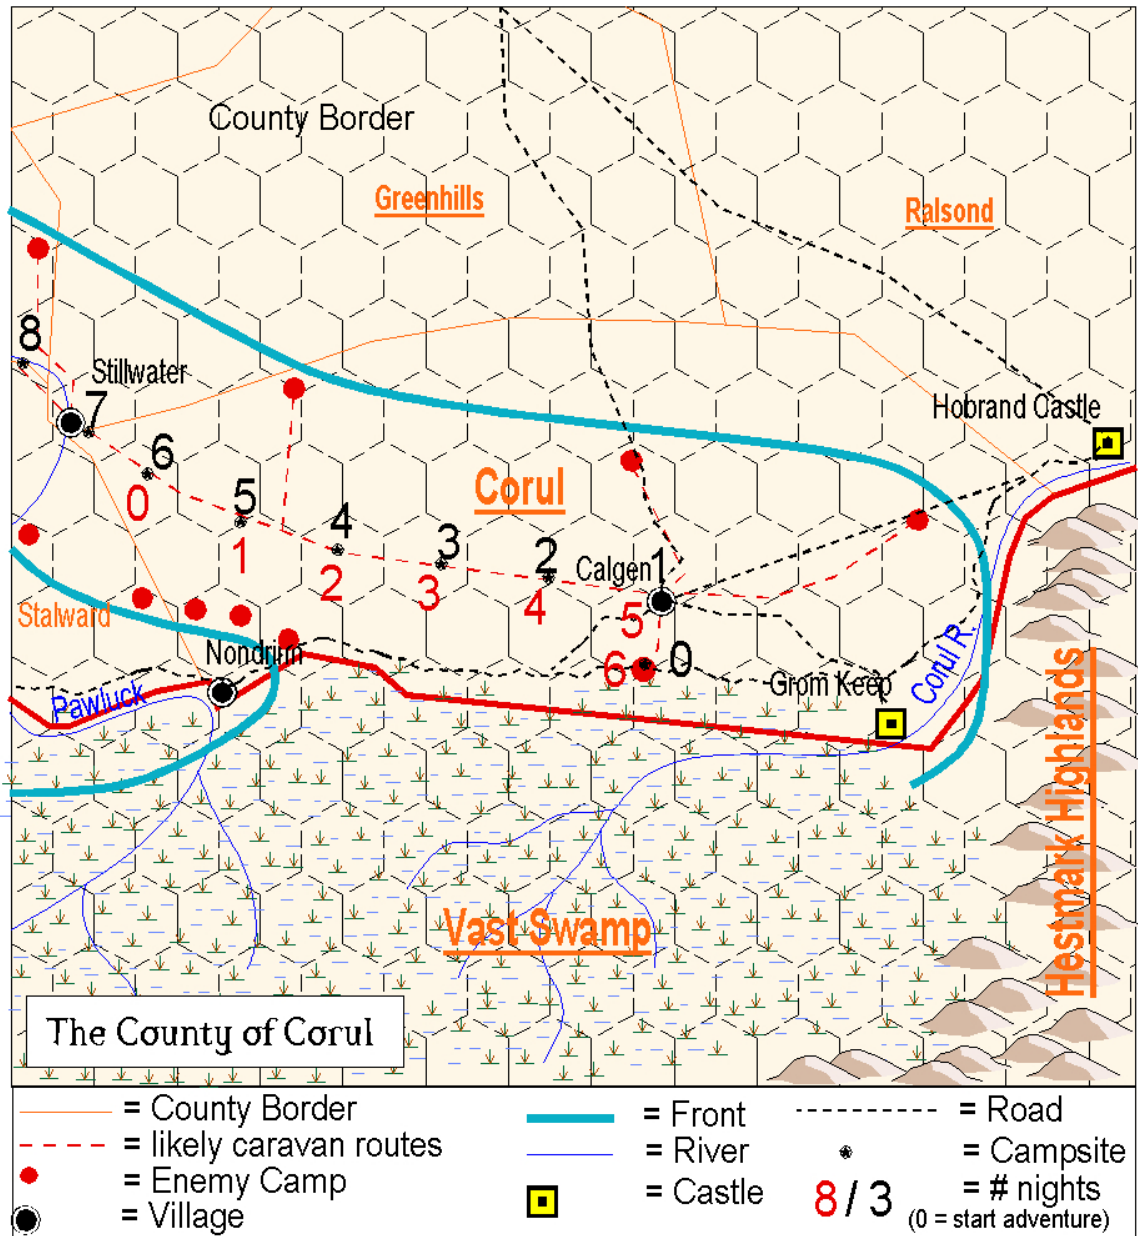 County Border
Greenhills
Ralsond
8
Stillwater
7
Hobrand Castle
6
0
Corul
5
1
4
2
3
3
2
4
Calgen
1
5
Stalward
Nondrim
6
0
Grom Keep
Corul R.
Pawluck
Hestmark Highlands
Vast Swamp
The County of Corul
= County Border
= Front
= Road
= likely caravan routes
= River
= Campsite
= Enemy Camp
= Castle
8 / 3
= # nights
(0 = start adventure)
= Village